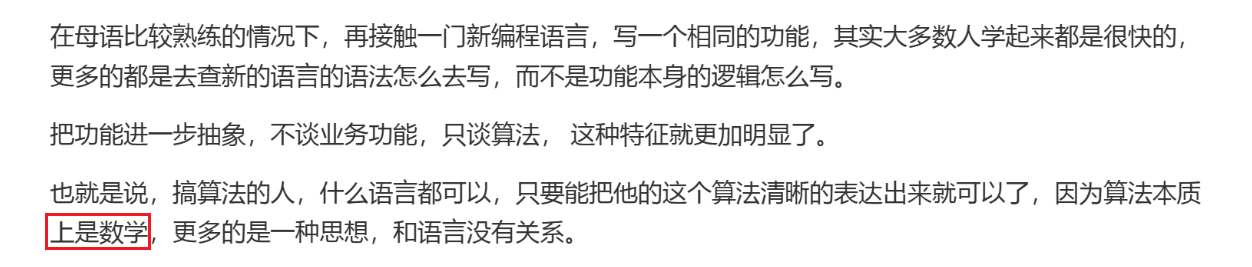 在母语比较熟练的情况下，再接触一门新编程语言，写一个相同的功能，其实大多数人学起来都是很快的，
更多的都是去查新的语言的语法怎么去写，而不是功能本身的逻辑怎么写。
把功能进一步抽象，不谈业务功能，只谈算法， 这种特征就更加明显了。
也就是说，搞算法的人，什么语言都可以，只要能把他的这个算法清晰的表达出来就可以了，因为算法本质
上是数学，更多的是一种思想，和语言没有关系。